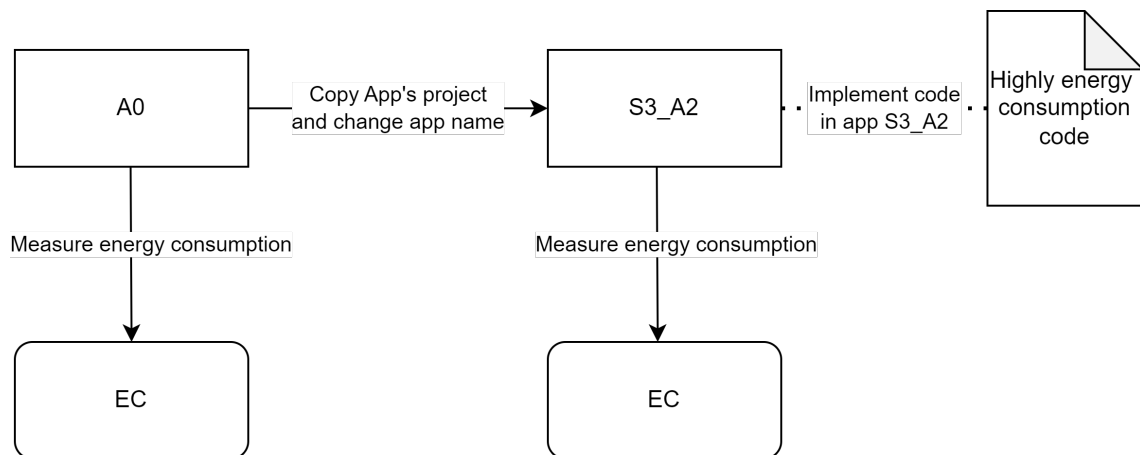 A0
Copy App's project
and change app name
S3_A2
Implement code
in app S3_A2
Highly energy
consumption
code
Measure energy consumption
Measure energy consumption
EC
EC